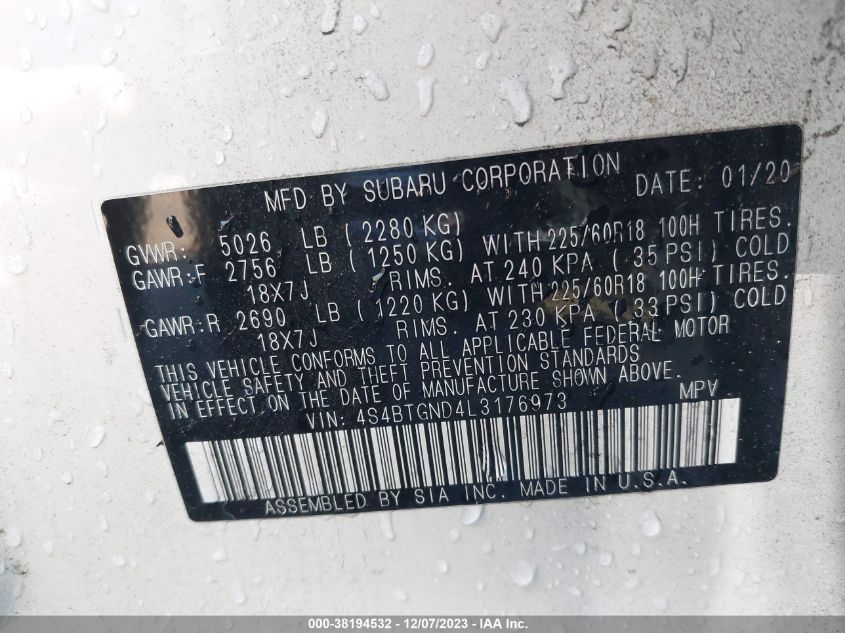 MFD BY SUBARU CORPORATION DATE: 01/20
GVWR: 5026 LB ( 2280 KG)
GAWR:F 2756 LB ( 1250 KG) WITH 225/60R18 100H TIRES.
18X7J RIMS. AT 240 KPA ( 35 PSI) COLD
GAWR:R 2690 LB ( 1220 KG) WITH 225/60R18 100H TIRES.
18X7J RIMS. AT 230 KPA ( 33 PSI) COLD
THIS VEHICLE CONFORMS TO ALL APPLICABLE FEDERAL MOTOR
VEHICLE SAFETY AND THEFT PREVENTION STANDARDS
IN EFFECT ON THE DATE OF MANUFACTURE SHOWN ABOVE.
VIN: 4S4BTGND4L3176973 MPV
ASSEMBLED BY SIA INC. MADE IN U.S.A.
000-38194532 - 12/07/2023 - IAA Inc.